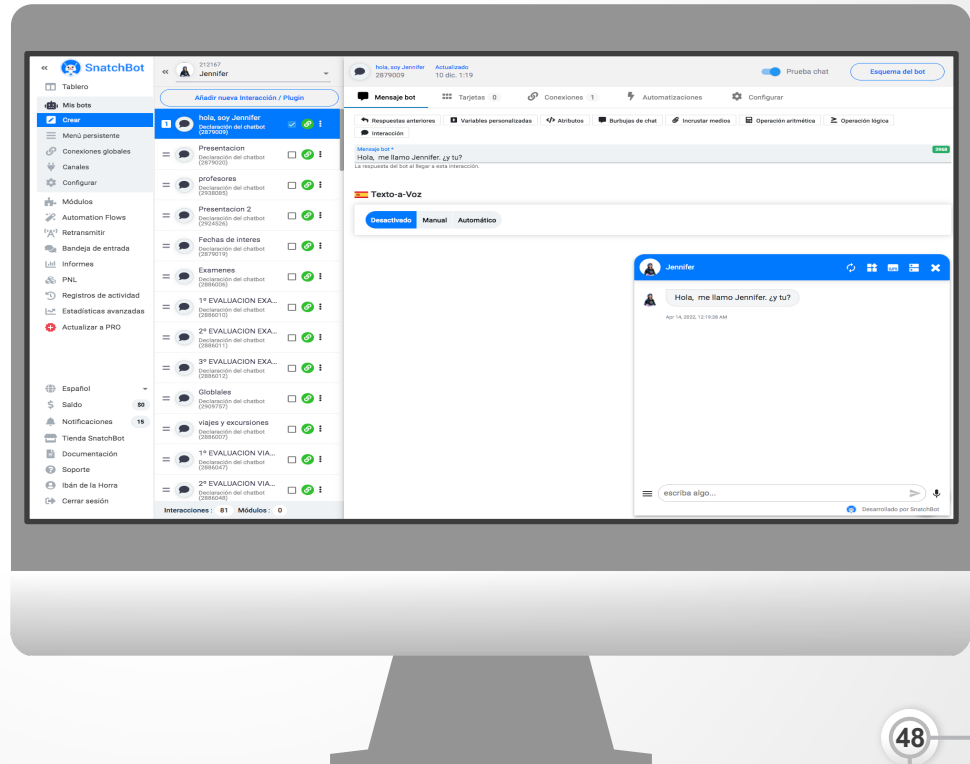 «
SnatchBot
Tablero
Mis bots
Crear
Menú persistente
Conexiones globales
Canales
Configurar
Módulos
Automation Flows
Retransmitir
Bandeja de entrada
Informes
PNL
Registros de actividad
Estadísticas avanzadas
Actualizar a PRO
Español
Saldo $0
Notificaciones 15
Tienda SnatchBot
Documentación
Soporte
Ibán de la Horra
Cerrar sesión
«
212167
Jennifer
Añadir nueva Interacción / Plugin
1
hola, soy Jennifer
Declaración del chatbot
(2879009)
Presentacion
Declaración del chatbot
(2879020)
profesores
Declaración del chatbot
(2938085)
Presentacion 2
Declaración del chatbot
(2924526)
Fechas de interes
Declaración del chatbot
(2879019)
Examenes
Declaración del chatbot
(2886006)
1º EVALUACION EXA...
Declaración del chatbot
(2886010)
2º EVALUACION EXA...
Declaración del chatbot
(2886011)
3º EVALUACION EXA...
Declaración del chatbot
(2886012)
Globlales
Declaración del chatbot
(2909757)
viajes y excursiones
Declaración del chatbot
(2886007)
1º EVALUACION VIA...
Declaración del chatbot
(2886047)
2º EVALUACION VIA...
Declaración del chatbot
(2886048)
Interacciones : 81 Módulos : 0
hola, soy Jennifer Actualizado
2879009 10 dic. 1:19
Prueba chat
Esquema del bot
Mensaje bot Tarjetas 0 Conexiones 1 Automatizaciones Configurar
Respuestas anteriores Variables personalizadas Atributos Burbujas de chat Incrustar medios Operación aritmética Operación lógica
Interacción
Mensaje bot *
Hola, me llamo Jennifer. ¿y tu?
3968
La respuesta del bot al llegar a esta interacción.
Texto-a-Voz
Desactivado Manual Automático
Jennifer
Hola, me llamo Jennifer. ¿y tu?
Apr 14, 2022, 12:19:38 AM
escriba algo...
Desarrollado por SnatchBot
48